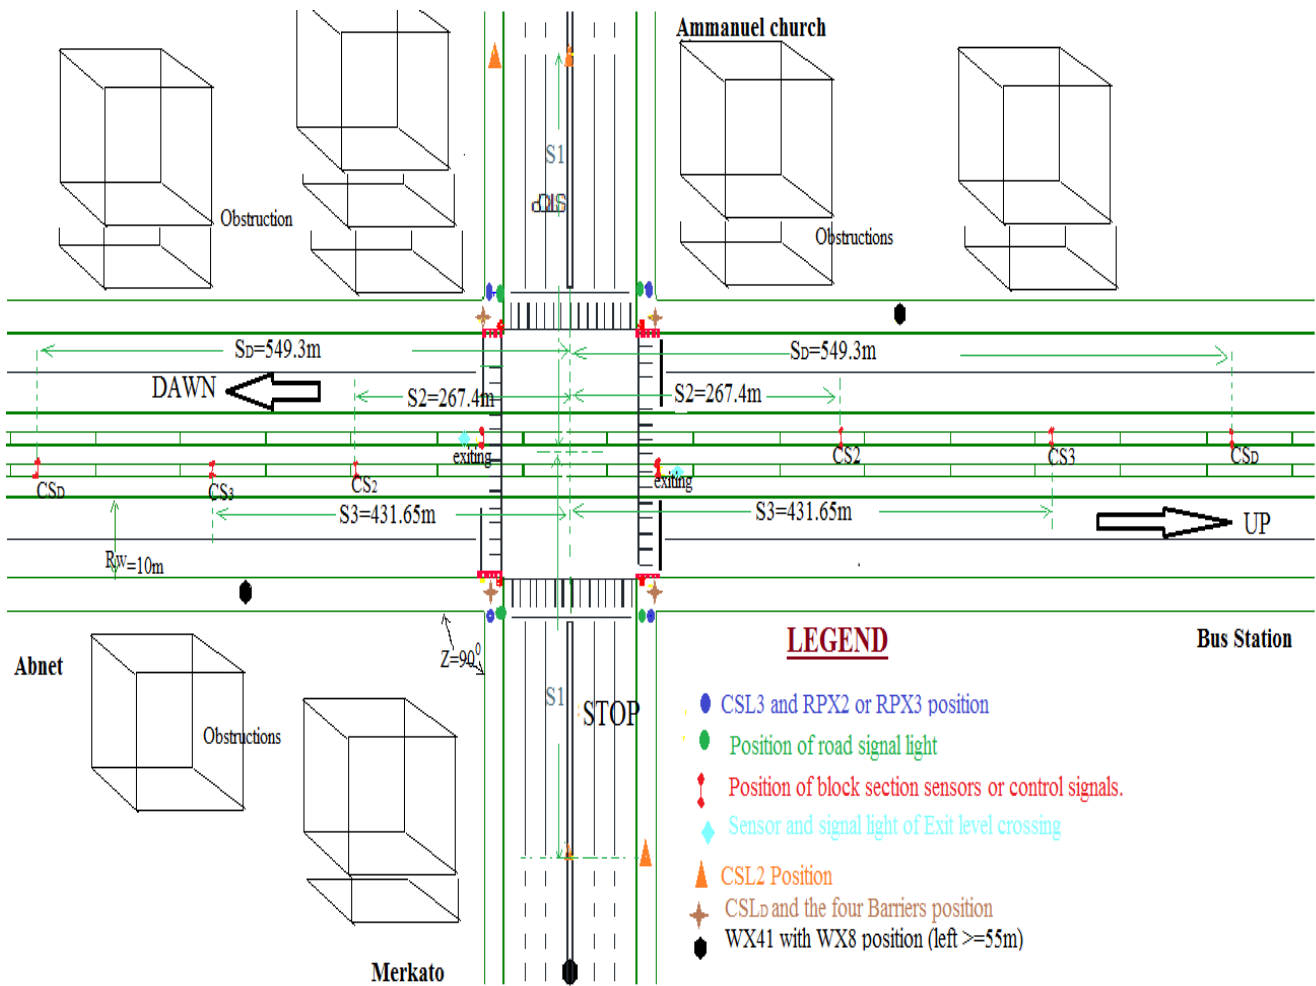 Ammanuel church
S1
STOP
Obstruction
Obstructions
SD=549.3m
SD=549.3m
DAWN
S2=267.4m
S2=267.4m
exiting
CS2
CS3
CSD
CSD
CS3
CS2
exiting
S3=431.65m
S3=431.65m
UP
Rw=10m
Z=90⁰
LEGEND
Bus Station
Abnet
S1
STOP
CSL3 and RPX2 or RPX3 position
Obstructions
Position of road signal light
Position of block section sensors or control signals.
Sensor and signal light of Exit level crossing
CSL2 Position
CSLD and the four Barriers position
WX41 with WX8 position (left >=55m)
Merkato